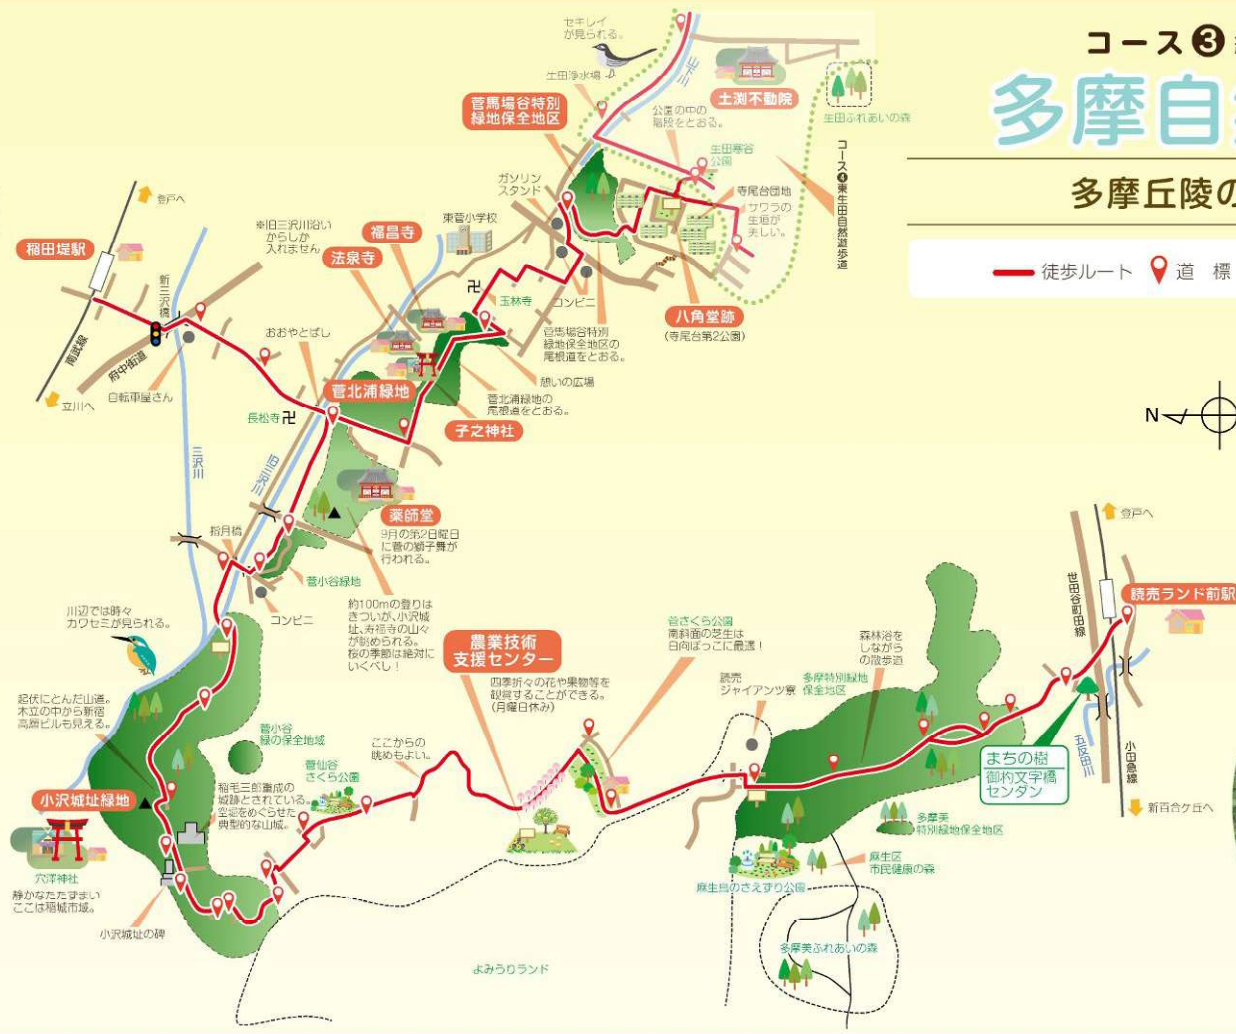 コース❸
多摩自
多摩丘陵の
徒歩ルート
道 標
N
セキレイ
が見られる。
生田浄水場
三沢川
土渕不動院
生田ふれあいの森
菅馬場谷特別
緑地保全地区
公園の中の
階段をとおる。
生田寒谷
公園
コース❹東生田自然遊歩道
ガソリン
スタンド
寺尾台団地
サワラの
生垣が
美しい。
登戸へ
稲田堤駅
※旧三沢川沿い
からしか
入れません
福昌寺
法泉寺
東菅小学校
新三沢橋
玉林寺
コンビニ
八角堂跡
(寺尾台第2公園)
おおやとばし
菅馬場谷特別
緑地保全地区の
尾根道をとおる。
南武線
府中街道
自転車屋さん
立川へ
菅北浦緑地
憩いの広場
菅北浦緑地の
尾根道をとおる。
長松寺
子之神社
三沢川
旧三沢川
薬師堂
9月の第2日曜日
に菅の獅子舞が
行われる。
指月橋
菅小谷緑地
コンビニ
約100mの登りは
きついが、小沢城
址、寿福寺の山々
が眺められる。
桜の季節は絶対に
いくべし!
川辺では時々
カワセミが見られる。
農業技術
支援センター
四季折々の花や果物等を
観賞することができる。
(月曜日休み)
菅さくら公園
南斜面の芝生は
日向ぼっこに最適!
森林浴を
しながら
の散歩道
世田谷町田線
登戸へ
読売ランド前駅
読売
ジャイアンツ寮
多摩特別緑地
保全地区
起伏にとんだ山道。
木立の中から新宿
高層ビルも見える。
菅小谷
緑の保全地域
ここからの
眺めもよい。
菅仙谷
さくら公園
まちの樹
御杓文字橋
センダン
五反田川
小田急線
新百合ケ丘へ
小沢城址緑地
稲毛三郎重成の
城跡とされている。
空堀をめぐらせた
典型的な山城。
多摩美
特別緑地保全地区
穴澤神社
静かなたたずまい
ここは稲城市域。
麻生区
市民健康の森
麻生鳥のさえずり公園
小沢城址の碑
多摩美ふれあいの森
よみうりランド